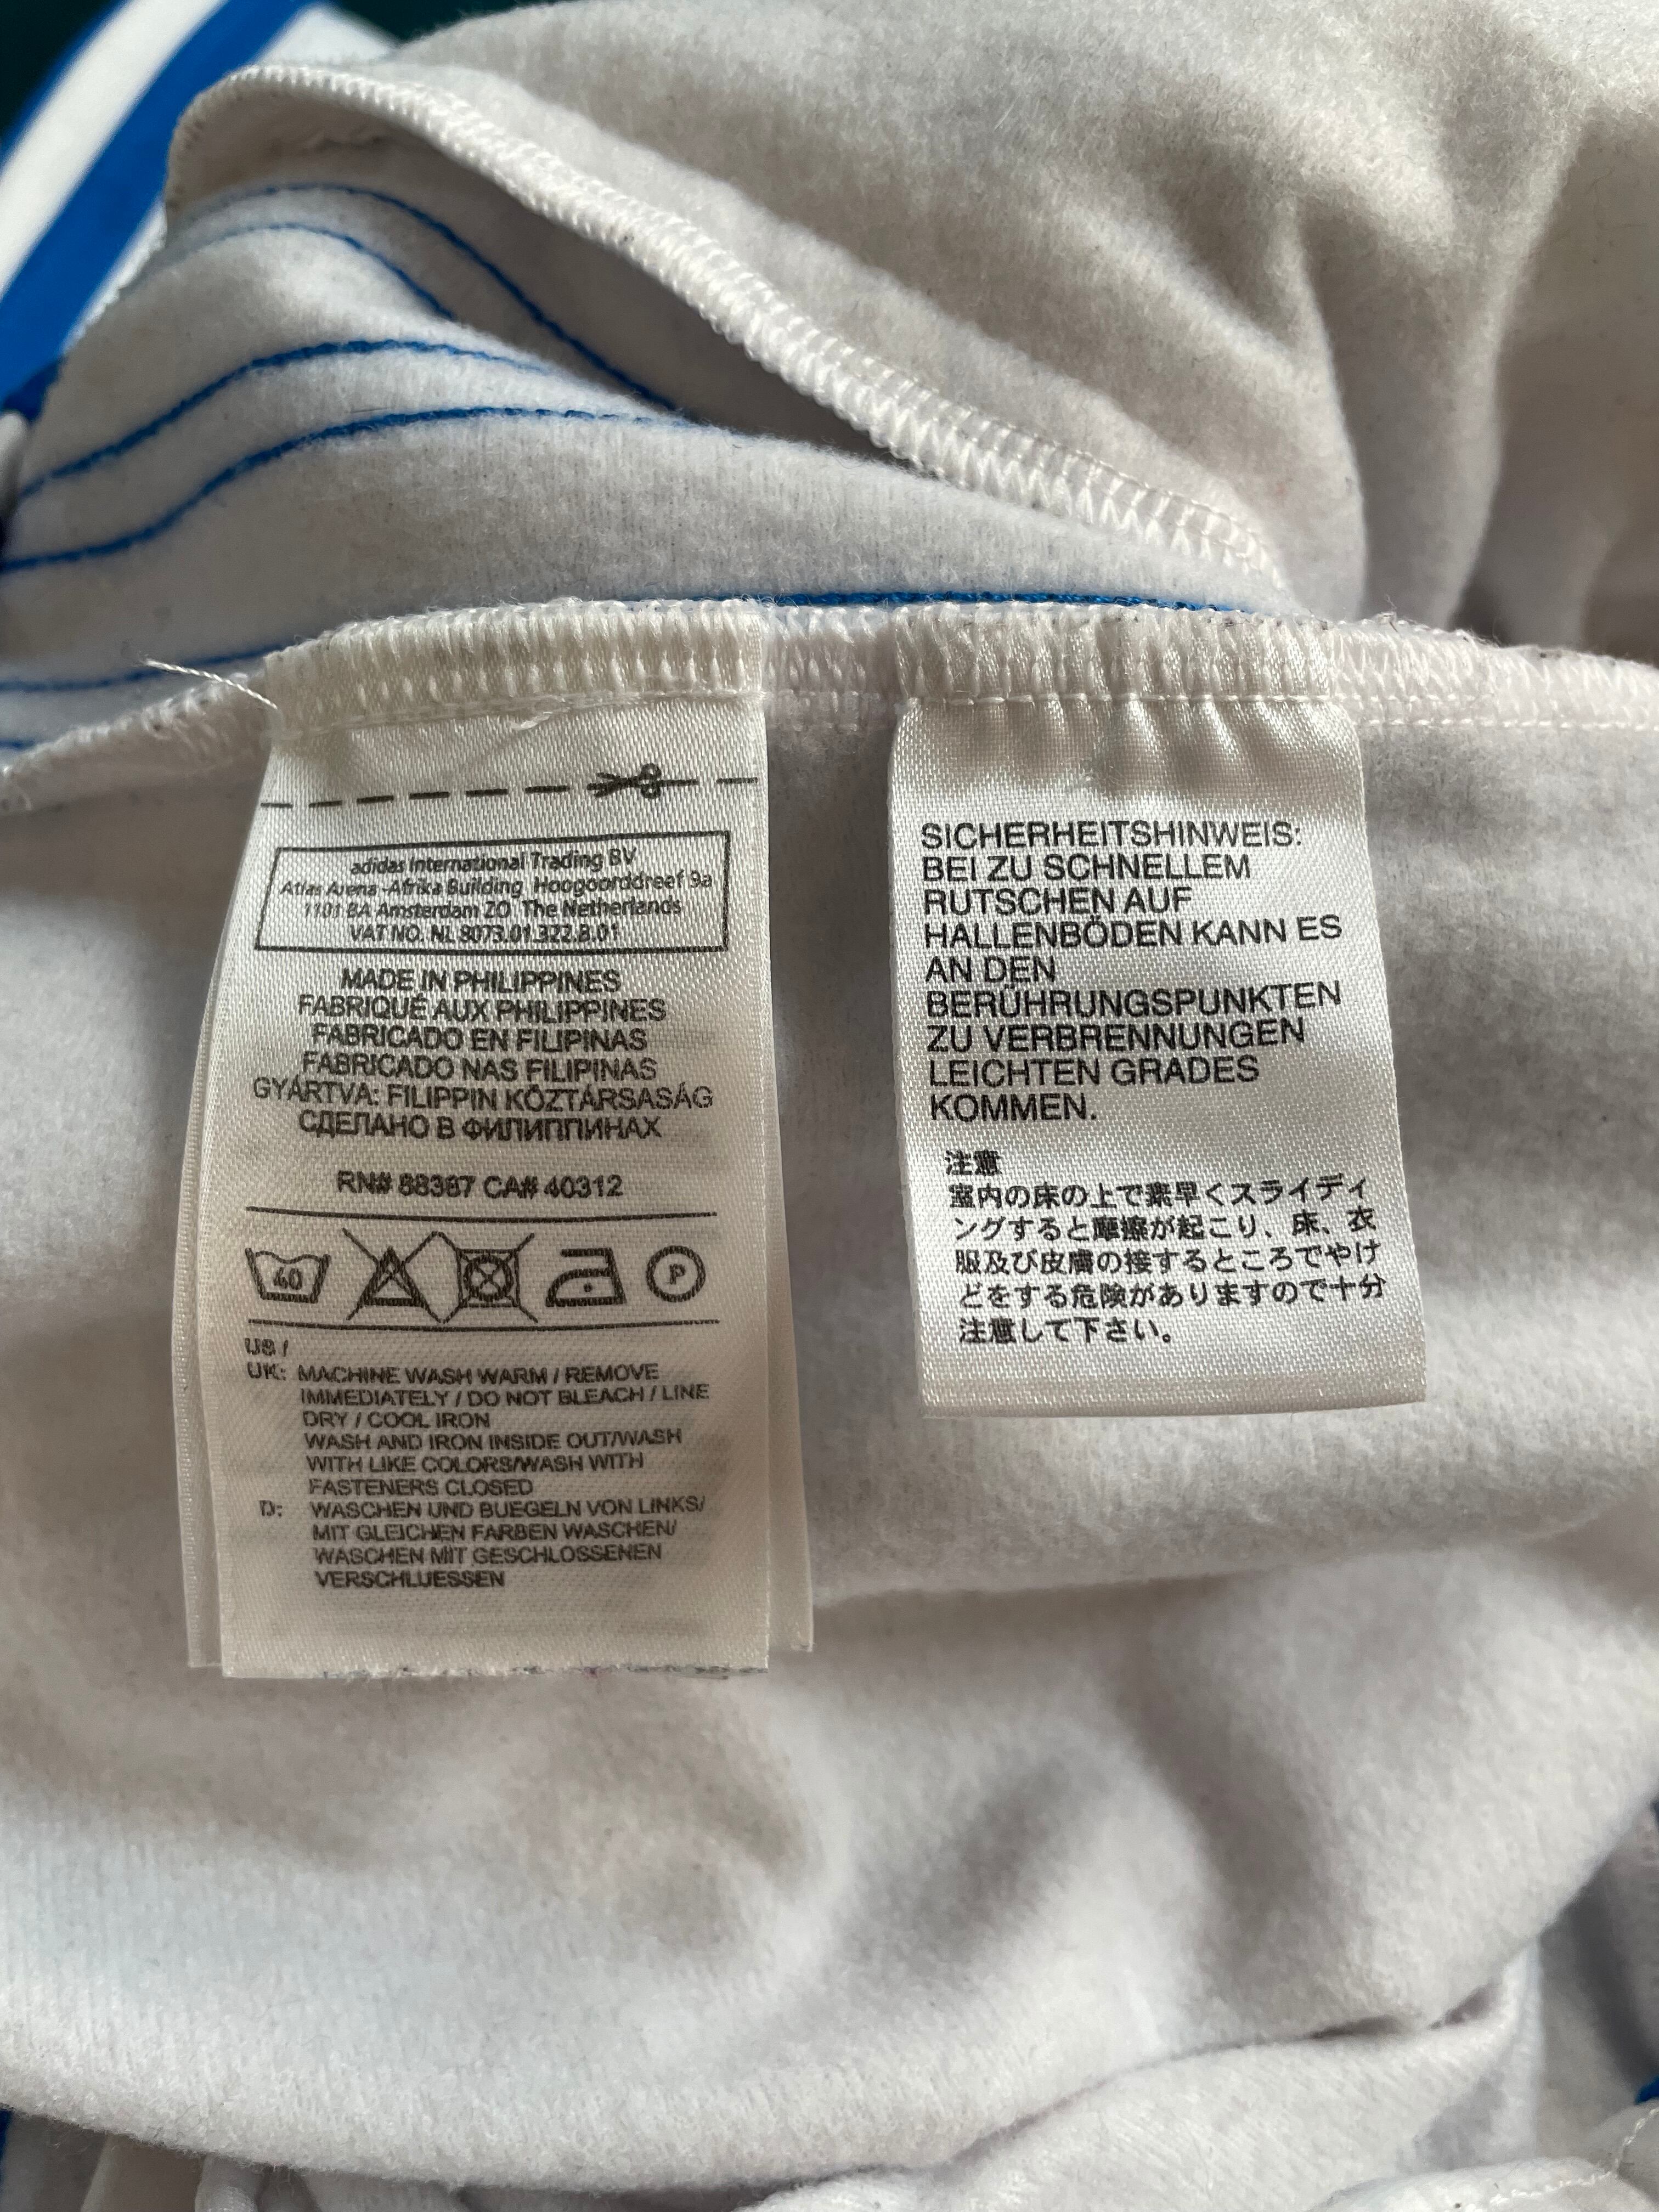 adidas International Trading BV
Atlas Arena -Afrika Building Hoogoorddreef 9a
1101 BA Amsterdam ZO The Netherlands
VAT NO. NL 8073.01.322.B.01
MADE IN PHILIPPINES
FABRIQUÉ AUX PHILIPPINES
FABRICADO EN FILIPINAS
FABRICADO NAS FILIPINAS
GYÁRTVA: FILIPPIN KÖZTÁRSASÁG
СДЕЛАНО В ФИЛИППИНАХ
RN# 88387 CA# 40312
40
P
US /
UK: MACHINE WASH WARM / REMOVE
IMMEDIATELY / DO NOT BLEACH / LINE
DRY / COOL IRON
WASH AND IRON INSIDE OUT/WASH
WITH LIKE COLORS/WASH WITH
FASTENERS CLOSED
D: WASCHEN UND BUEGELN VON LINKS/
MIT GLEICHEN FARBEN WASCHEN/
WASCHEN MIT GESCHLOSSENEN
VERSCHLUESSEN
SICHERHEITSHINWEIS:
BEI ZU SCHNELLEM
RUTSCHEN AUF
HALLENBÖDEN KANN ES
AN DEN
BERÜHRUNGSPUNKTEN
ZU VERBRENNUNGEN
LEICHTEN GRADES
KOMMEN.
注意
室内の床の上で素早くスライディ
ングすると摩擦が起こり、床、衣
服及び皮膚の接するところでやけ
どをする危険がありますので十分
注意して下さい。